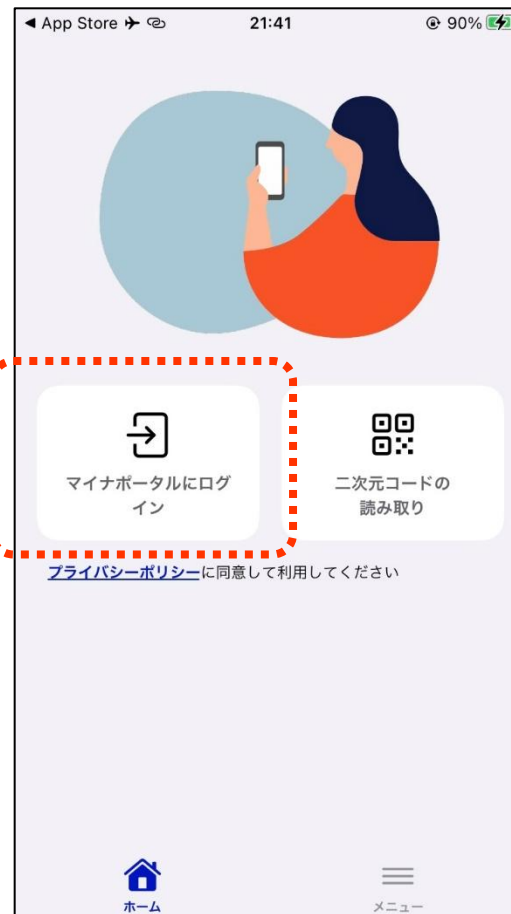 App Store
21:41
90%
マイナポータルにログ
イン
二次元コードの
読み取り
プライバシーポリシーに同意して利用してください
ホーム
メニュー